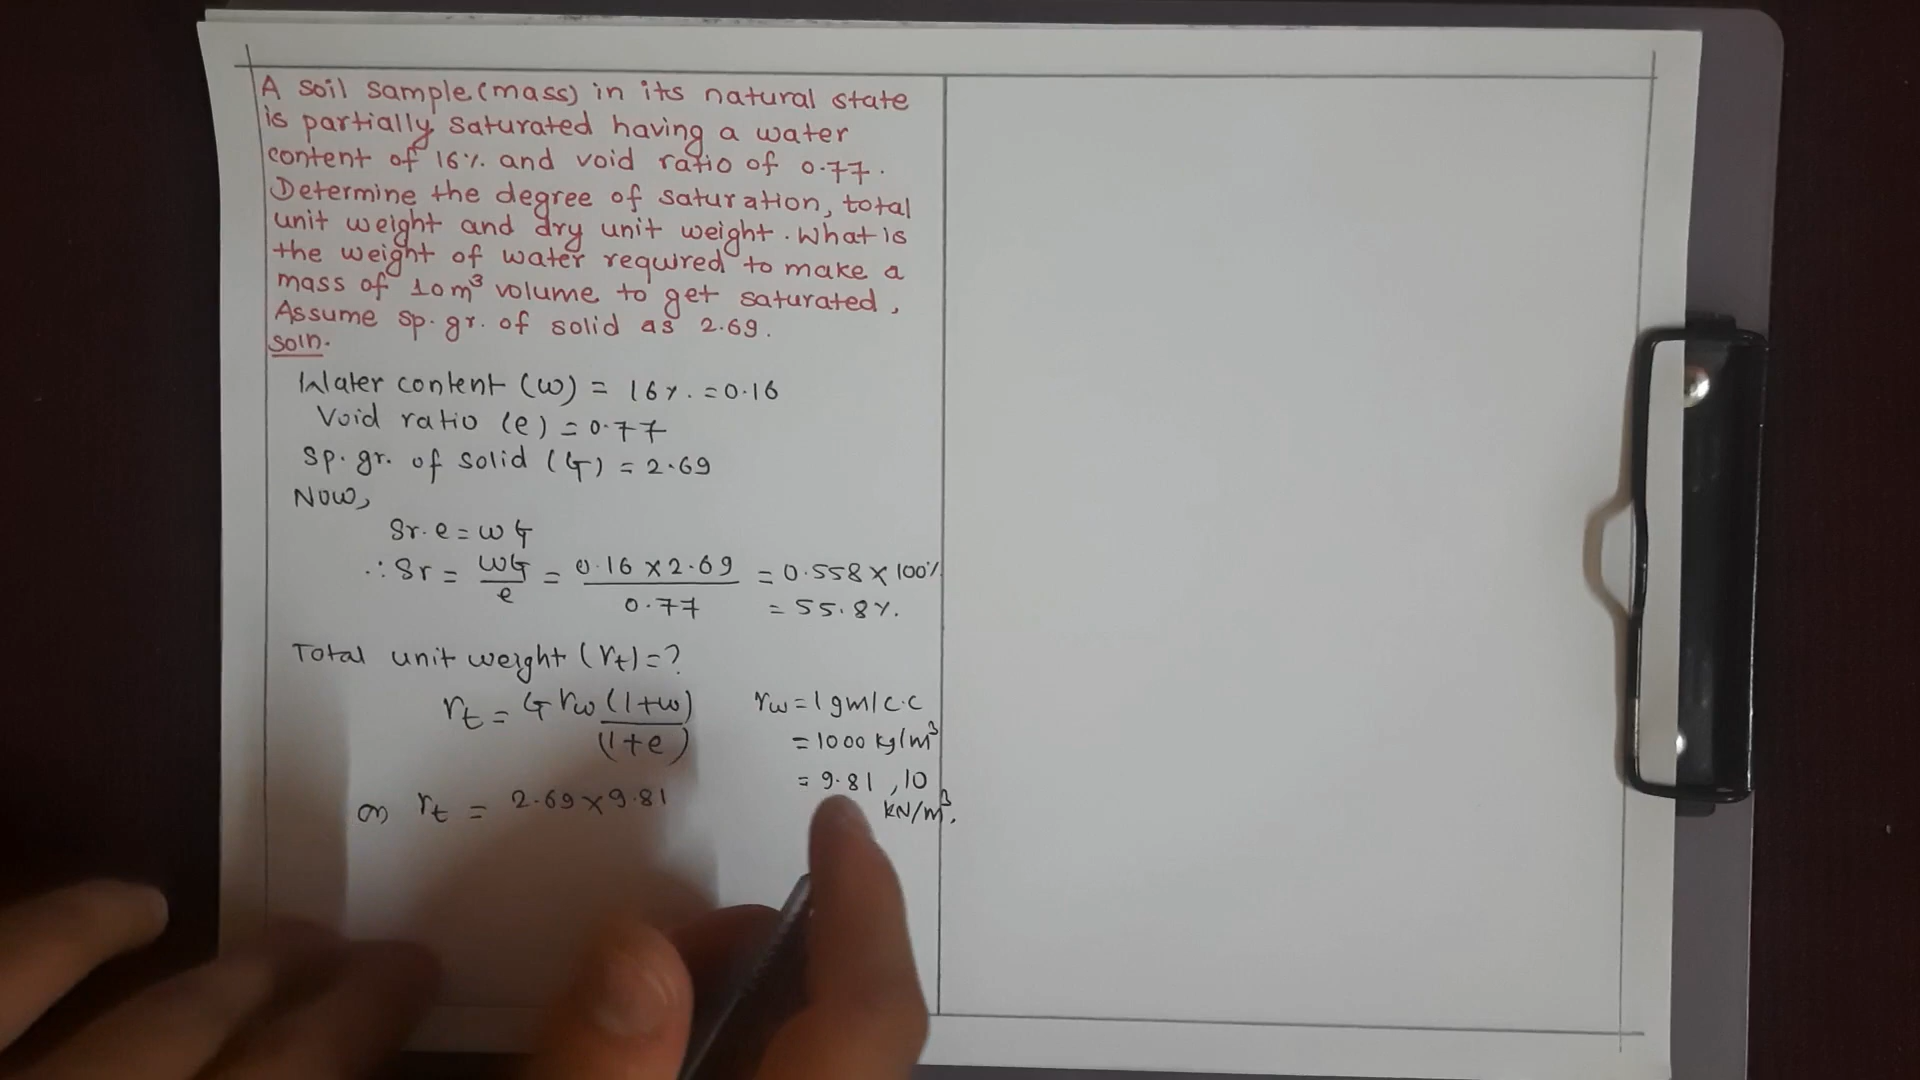 A soil sample(mass) in its natural state
is partially saturated having a water
content of 16%. and void ratio of 0.77.
Determine the degree of saturation, total
unit weight and dry unit weight. What is
the weight of water required to make a
mass of 10m³ volume to get saturated.
Assume sp. gr. of solid as 2.69.
Soln.
Water content (w) = 16%. = 0.16
Void ratio (e) = 0.77
Sp. gr. of solid (G) = 2.69
Now,
Sr. e = wG
∴ Sr = wG/e = 0.16 × 2.69/0.77 = 0.558 × 100%
= 55.8%.
Total unit weight (rt) = ?
rt = G rw (1+w)/(1+e)
rw = 1 gm/c.c
= 1000 kg/m³
= 9.81, 10
kN/m³.
or rt = 2.69 × 9.81